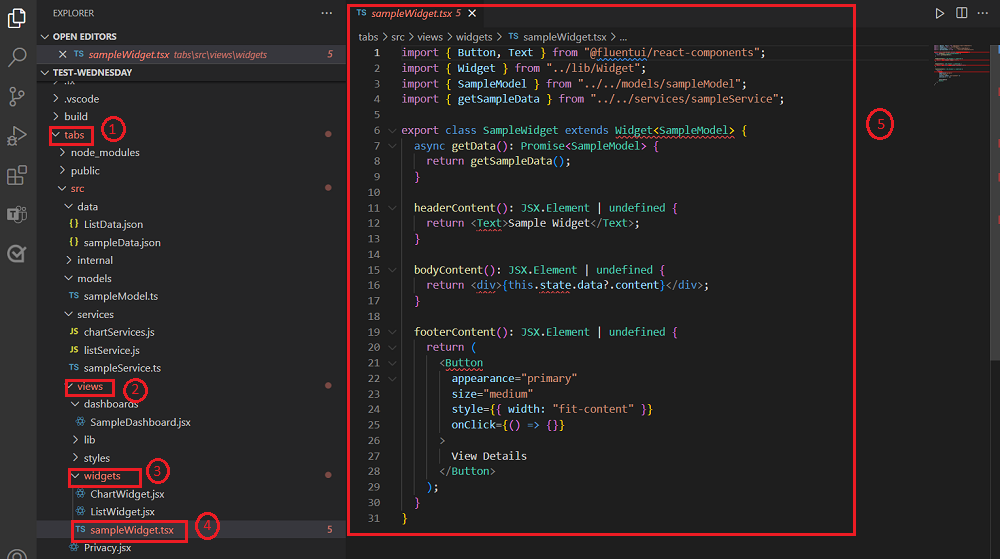 EXPLORER
...
OPEN EDITORS
TS sampleWidget.tsx tabs\src\views\widgets 5
TEST-WEDNESDAY
.vscode
build
tabs
1
node_modules
public
src
data
{} ListData.json
{} sampleData.json
internal
models
TS sampleModel.ts
services
JS chartServices.js
JS listService.js
TS sampleService.ts
views
2
dashboards
SampleDashboard.jsx
lib
styles
widgets
3
ChartWidget.jsx
ListWidget.jsx
TS sampleWidget.tsx 5
4
Privacy.jsx
TS sampleWidget.tsx 5 ×
tabs > src > views > widgets > TS sampleWidget.tsx > ...
1 import { Button, Text } from "@fluentui/react-components";
2 import { Widget } from "../lib/Widget";
3 import { SampleModel } from "../../models/sampleModel";
4 import { getSampleData } from "../../services/sampleService";
5
6 export class SampleWidget extends Widget<SampleModel> {
7 async getData(): Promise<SampleModel> {
8 return getSampleData();
9 }
10
11 headerContent(): JSX.Element | undefined {
12 return <Text>Sample Widget</Text>;
13 }
14
15 bodyContent(): JSX.Element | undefined {
16 return <div>{this.state.data?.content}</div>;
17 }
18
19 footerContent(): JSX.Element | undefined {
20 return (
21 <Button
22 appearance="primary"
23 size="medium"
24 style={{ width: "fit-content" }}
25 onClick={() => {}}
26 >
27 View Details
28 </Button>
29 );
30 }
31 }
5